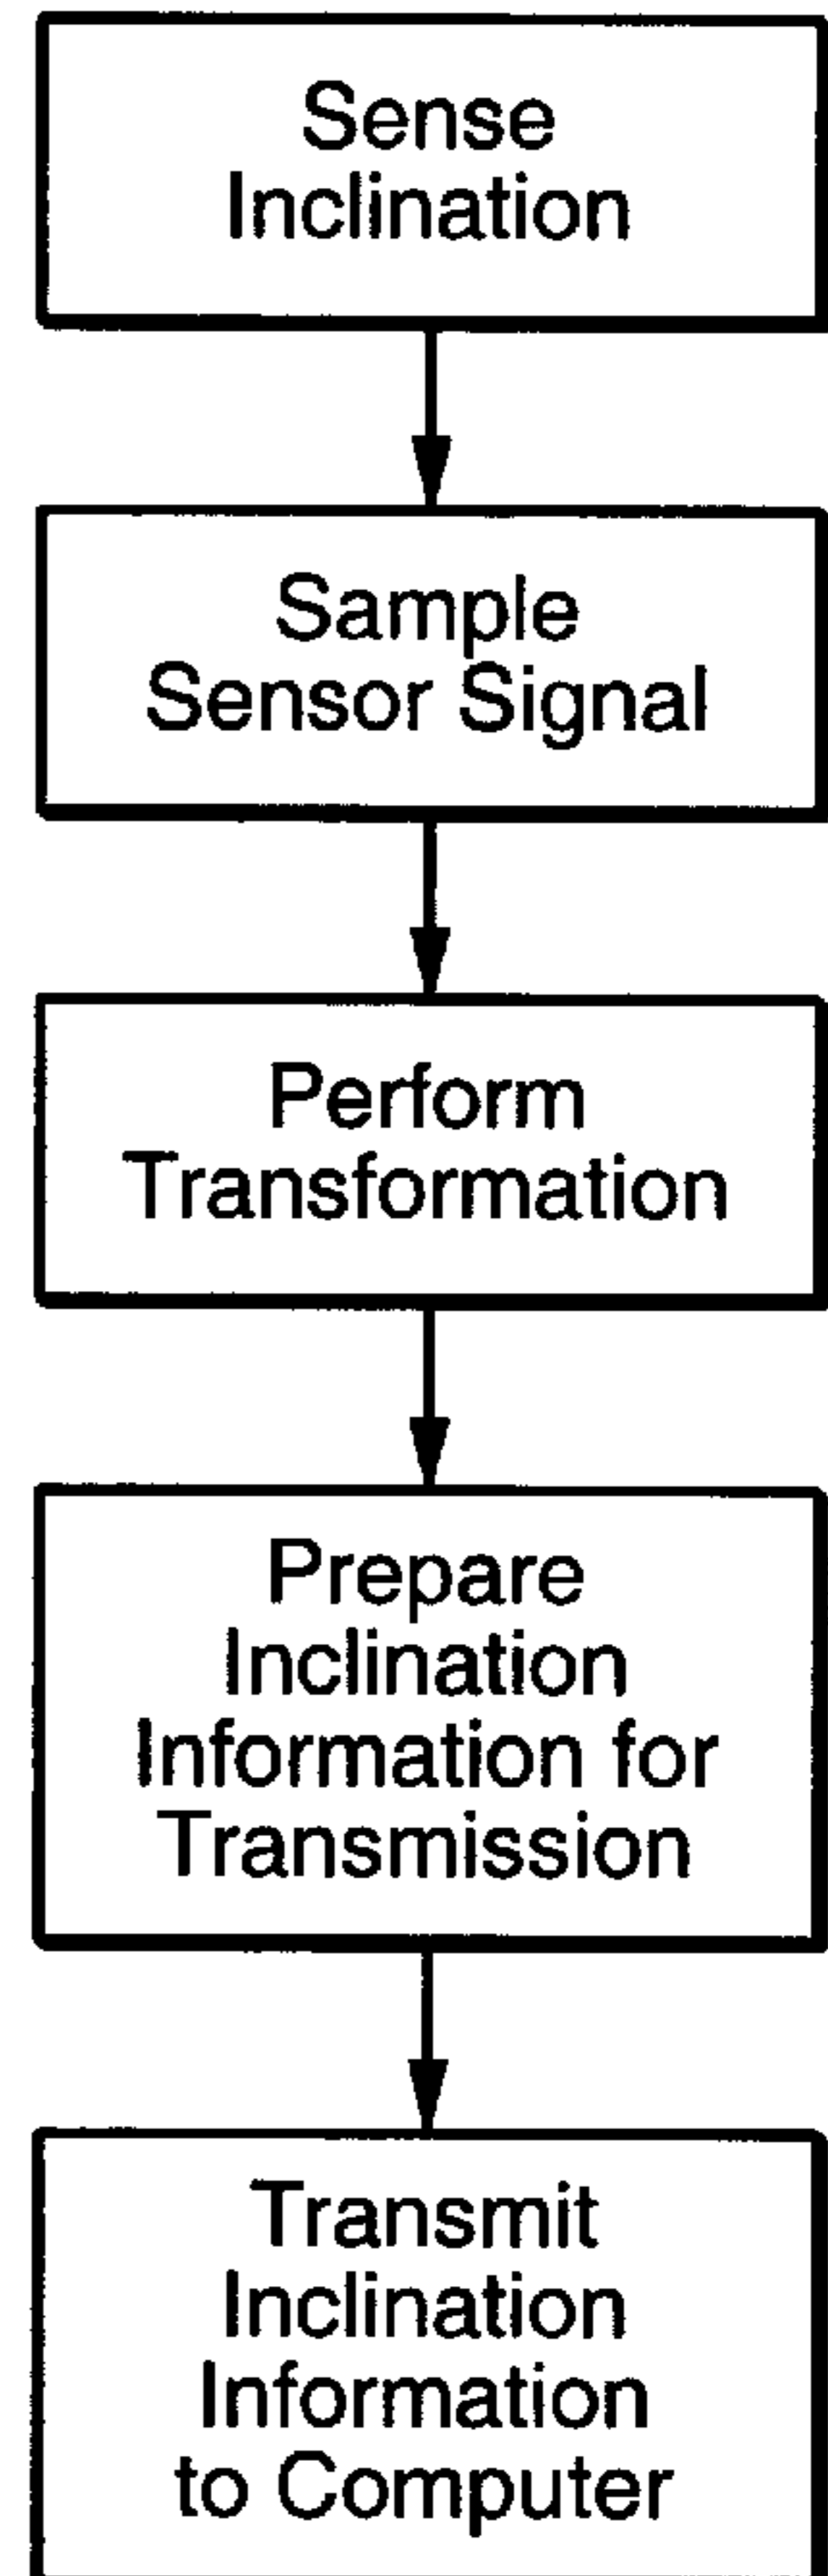 Sense
Inclination
Sample
Sensor Signal
Perform
Transformation
Prepare
Inclination
Information for
Transmission
Transmit
Inclination
Information
to Computer